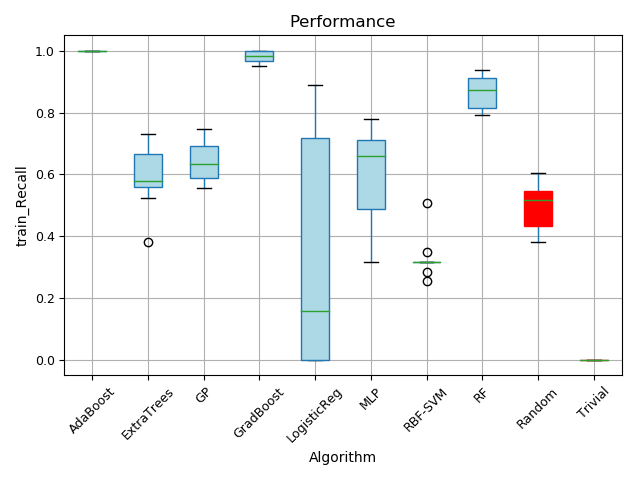 Performance
train_Recall
1.0
0.8
0.6
0.4
0.2
0.0
AdaBoost
ExtraTrees
GP
GradBoost
LogisticReg
MLP
RBF-SVM
RF
Random
Trivial
Algorithm